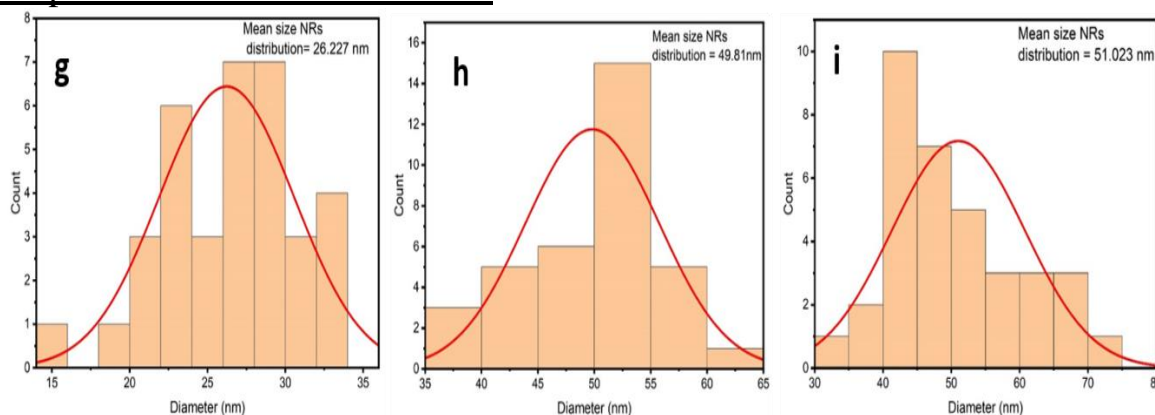 g
Mean size NRs
distribution= 26.227 nm
8
7
6
5
4
3
2
1
0
Count
15 20 25 30 35
Diameter (nm)
h
Mean size NRs
distribution = 49.81nm
16
14
12
10
8
6
4
2
0
Count
35 40 45 50 55 60 65
Diameter (nm)
i
Mean size NRs
distribution = 51.023 nm
10
8
6
4
2
0
Count
30 40 50 60 70 80
Diameter (nm)